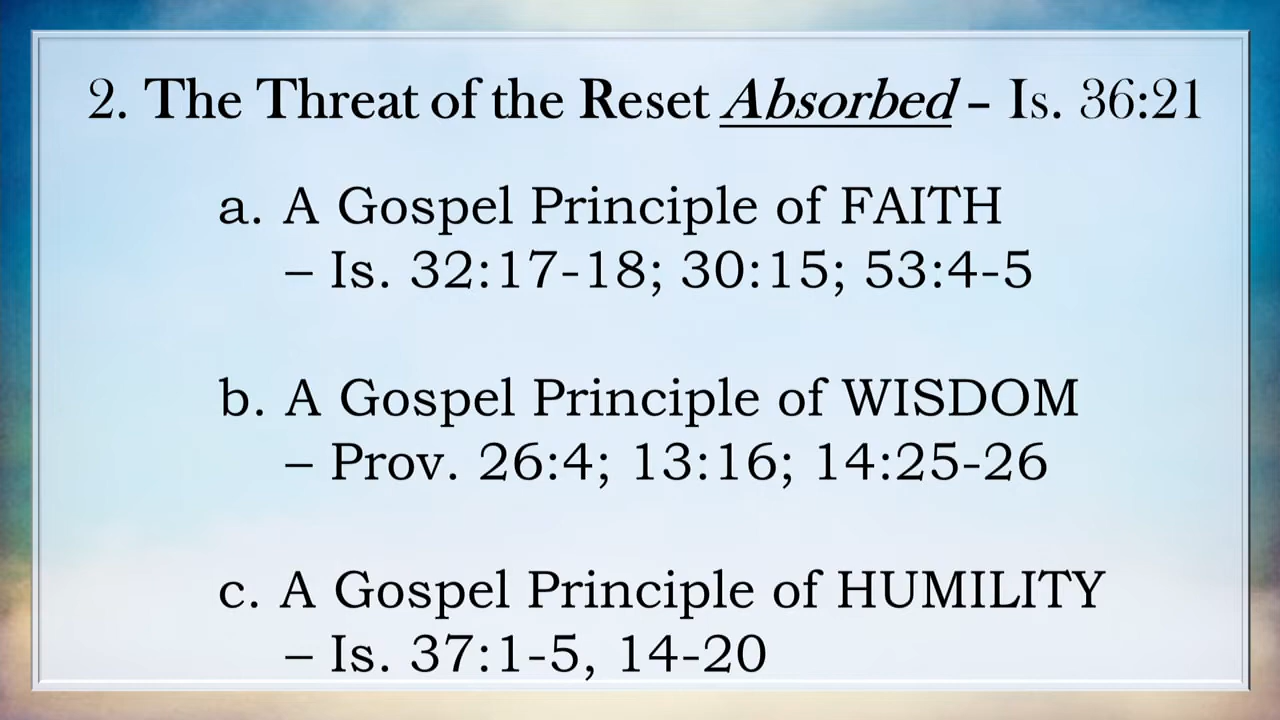 2. The Threat of the Reset Absorbed – Is. 36:21
a. A Gospel Principle of FAITH
– Is. 32:17-18; 30:15; 53:4-5
b. A Gospel Principle of WISDOM
– Prov. 26:4; 13:16; 14:25-26
c. A Gospel Principle of HUMILITY
– Is. 37:1-5, 14-20